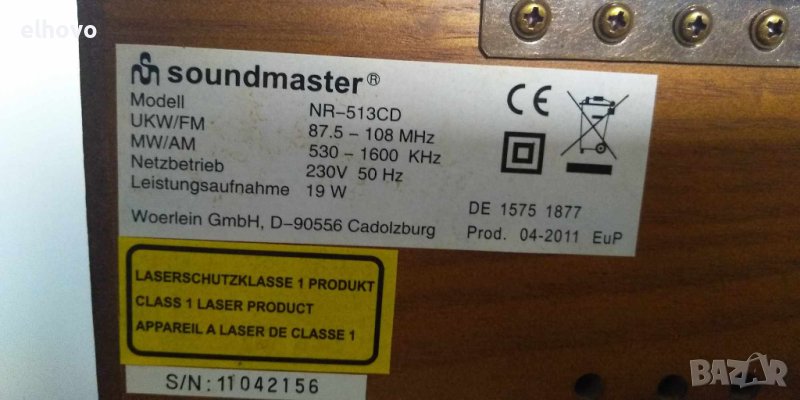 elhovo
soundmaster®
Modell NR-513CD
UKW/FM 87.5 - 108 MHz
MW/AM 530 - 1600 KHz
Netzbetrieb 230V 50 Hz
Leistungsaufnahme 19 W
Woerlein GmbH, D-90556 Cadolzburg
CE
DE 1575 1877
Prod. 04-2011 EuP
LASERSCHUTZKLASSE 1 PRODUKT
CLASS 1 LASER PRODUCT
APPAREIL A LASER DE CLASSE 1
S/N: 11042156
BAZAR